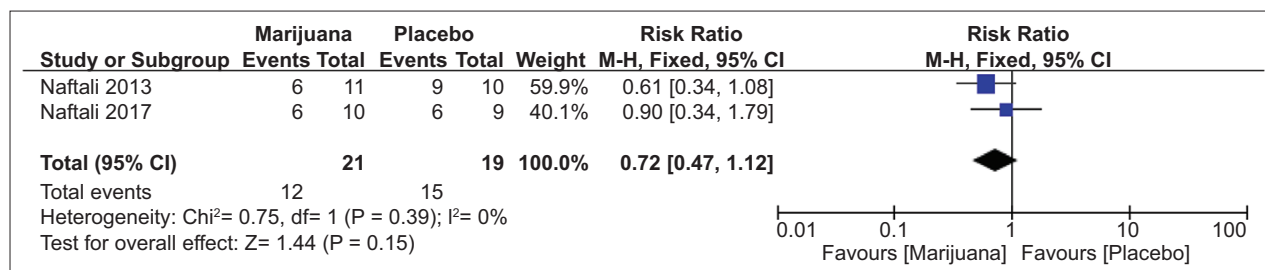 Marijuana Placebo Risk Ratio Risk Ratio
Study or Subgroup Events Total Events Total Weight M-H, Fixed, 95% CI M-H, Fixed, 95% CI
Naftali 2013 6 11 9 10 59.9% 0.61 [0.34, 1.08]
Naftali 2017 6 10 6 9 40.1% 0.90 [0.34, 1.79]
Total (95% CI) 21 19 100.0% 0.72 [0.47, 1.12]
Total events 12 15
Heterogeneity: Chi²= 0.75, df= 1 (P = 0.39); I²= 0%
Test for overall effect: Z= 1.44 (P = 0.15)
0.01 0.1 1 10 100
Favours [Marijuana] Favours [Placebo]